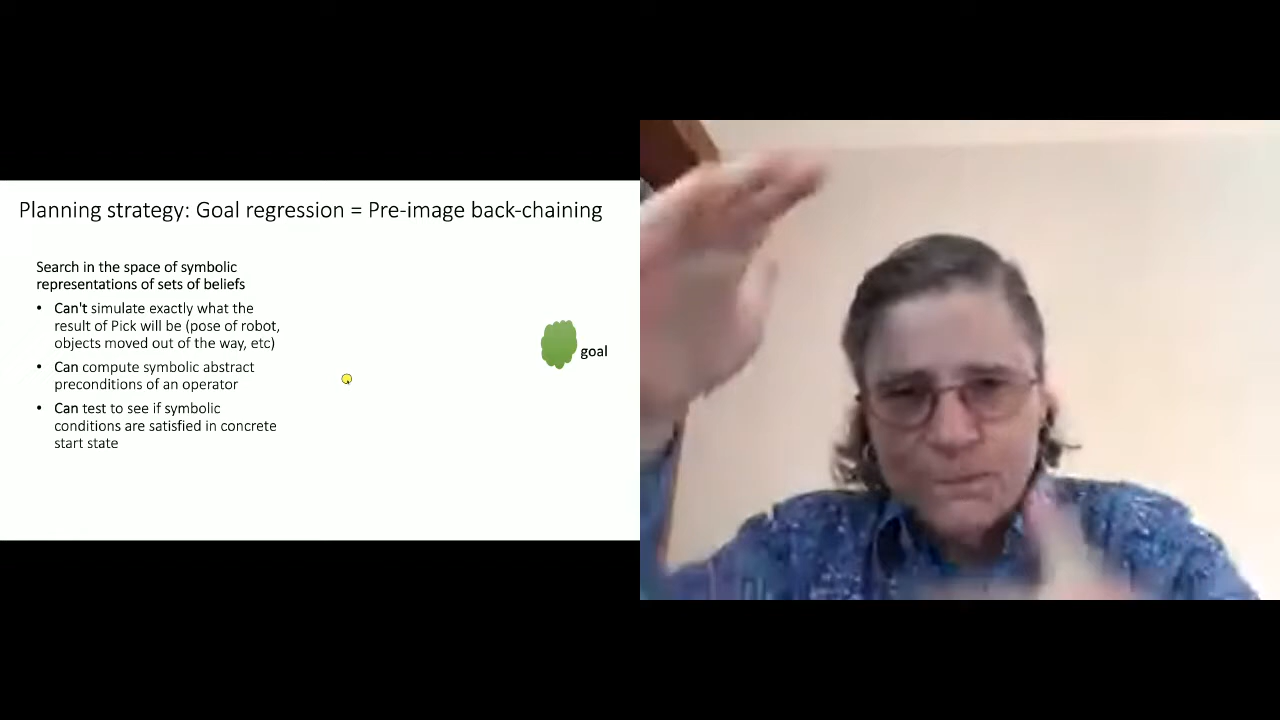 Planning strategy: Goal regression = Pre-image back-chaining
Search in the space of symbolic
representations of sets of beliefs
• Can't simulate exactly what the
result of Pick will be (pose of robot,
objects moved out of the way, etc)
• Can compute symbolic abstract
preconditions of an operator
• Can test to see if symbolic
conditions are satisfied in concrete
start state
goal